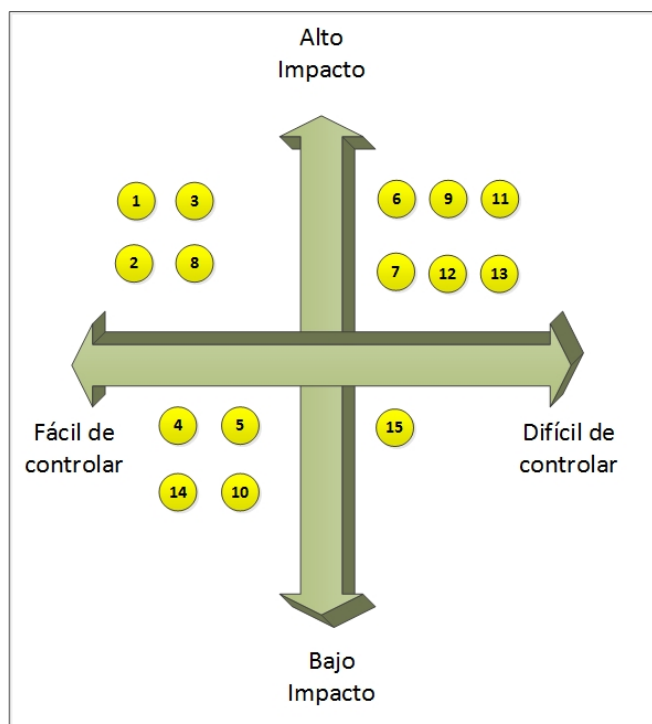 Alto
Impacto
1 3 6 9 11
2 8 7 12 13
Fácil de
controlar
4 5 15
Difícil de
controlar
14 10
Bajo
Impacto